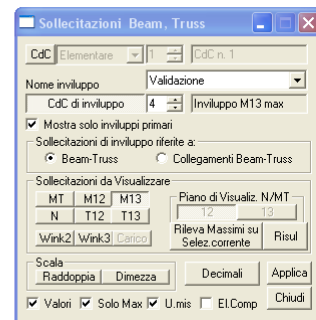 Sollecitazioni Beam, Truss
CdC Elementare 1 CdC n. 1
Nome inviluppo Validazione
CdC di inviluppo 4 Inviluppo M13 max
Mostra solo inviluppi primari
Sollecitazioni di inviluppo riferite a:
Beam-Truss Collegamenti Beam-Truss
Sollecitazioni da Visualizzare
MT M12 M13 Piano di Visualiz. N/MT
N T12 T13 12 13
Wink2 Wink3 Carico Rileva Massimi su Selez.corrente Risul
Scala
Raddoppia Dimezza Decimali Applica
Valori Solo Max U.mis El.Comp Chiudi